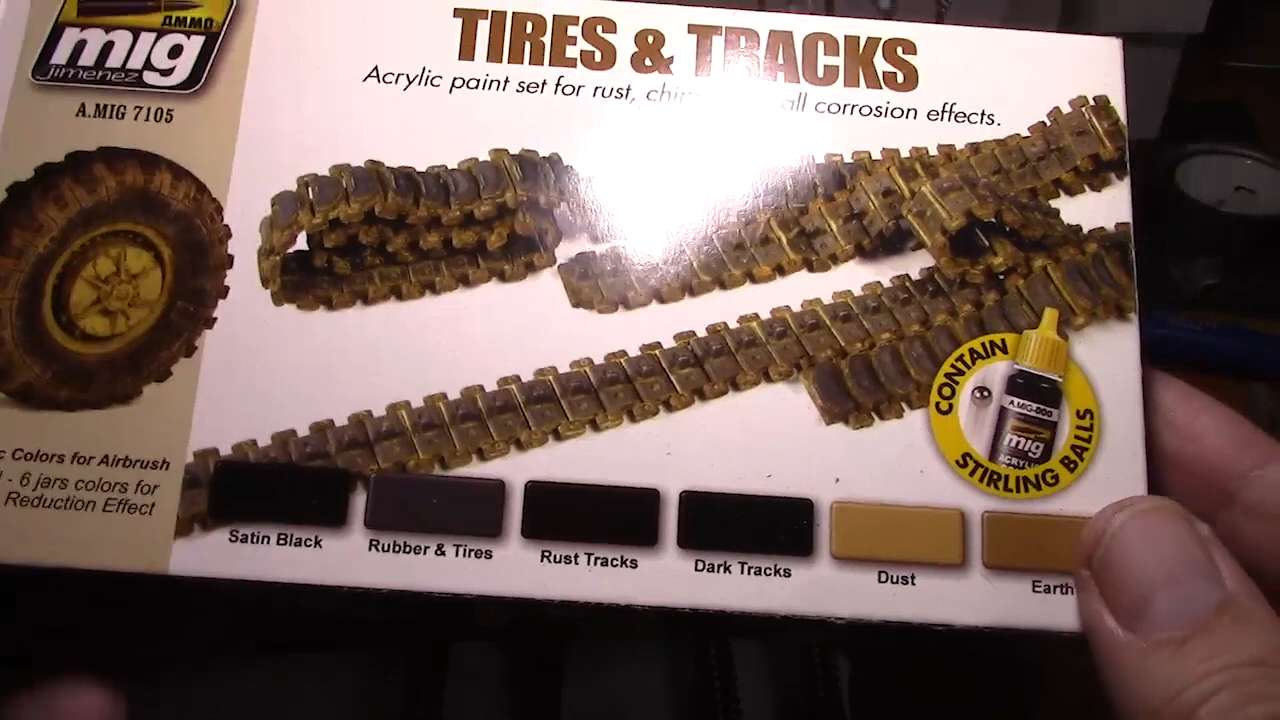 AMMO
mig
jimenez
A.MIG 7105
TIRES & TRACKS
Acrylic paint set for rust, all corrosion effects.
c Colors for Airbrush
- 6 jars colors for
Reduction Effect
CONTAIN
A.MIG-000
mig
STIRLING BALLS
Satin Black
Rubber & Tires
Rust Tracks
Dark Tracks
Dust
Earth